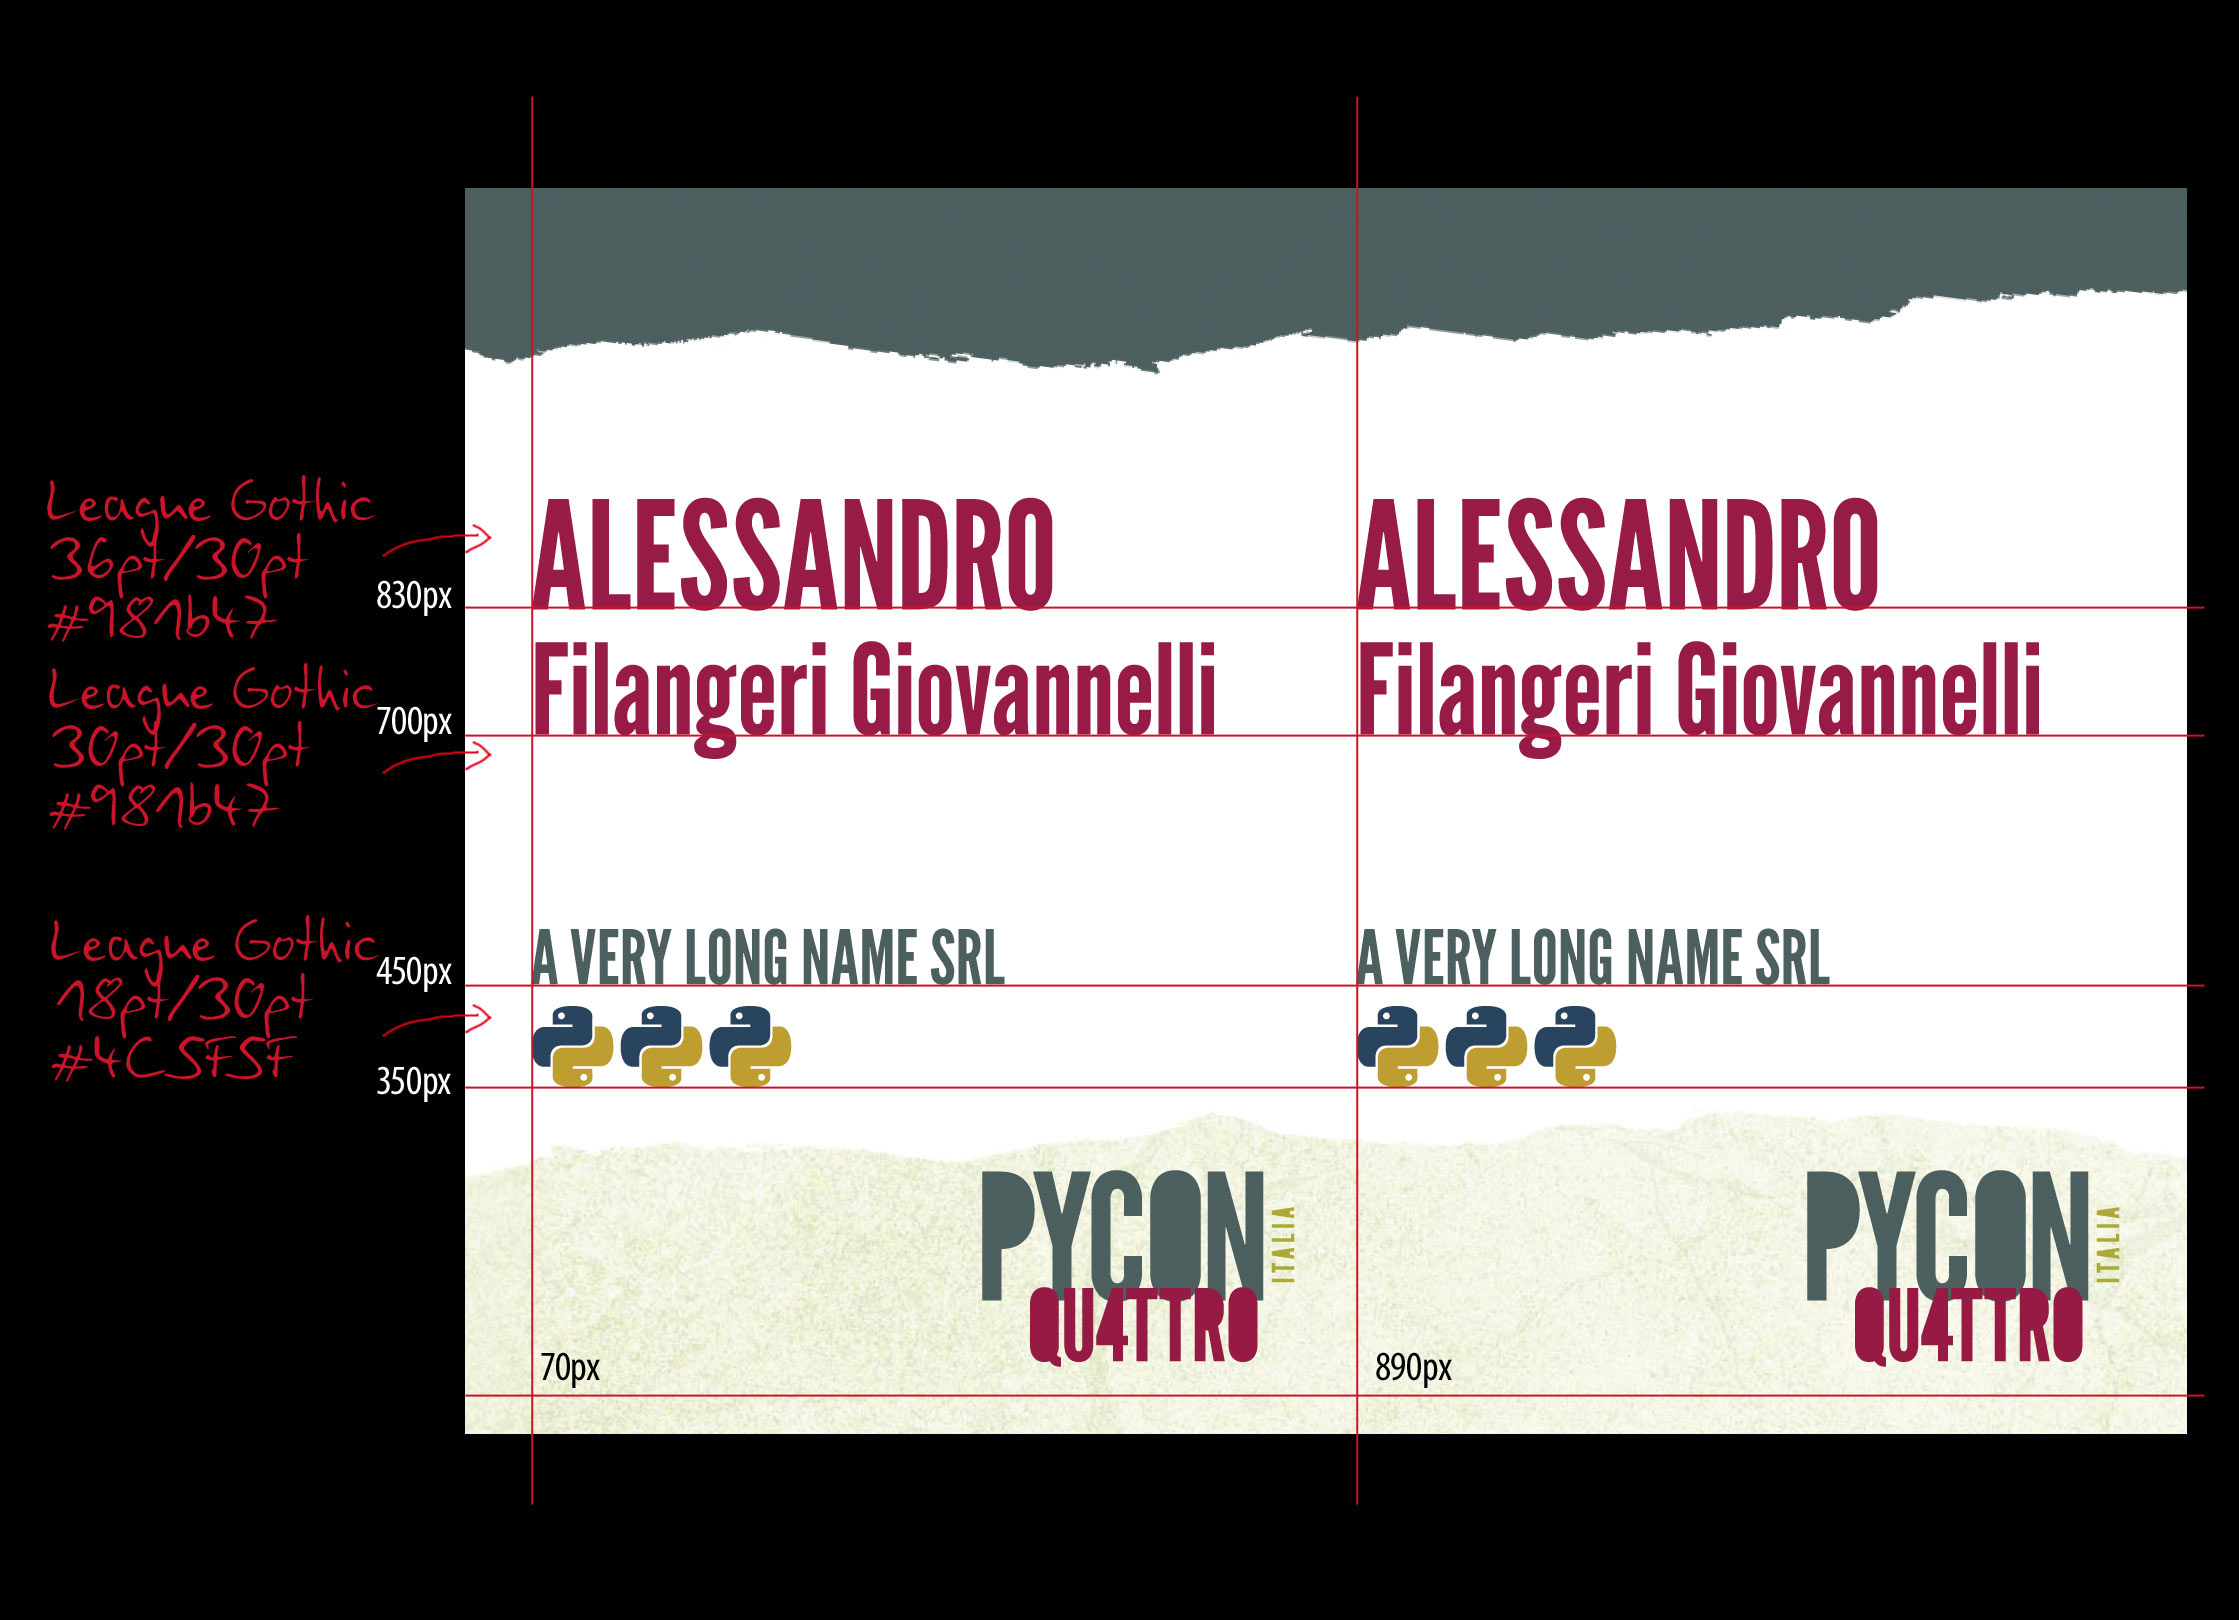 League Gothic
36pt/30pt
#981b47
830px
League Gothic
30pt/30pt
#981b47
700px
League Gothic
18pt/30pt
#4C5F5F
450px
350px
ALESSANDRO
Filangeri Giovannelli
A VERY LONG NAME SRL
PYCON
ITALIA
QU4TTRO
70px
ALESSANDRO
Filangeri Giovannelli
A VERY LONG NAME SRL
PYCON
ITALIA
QU4TTRO
890px